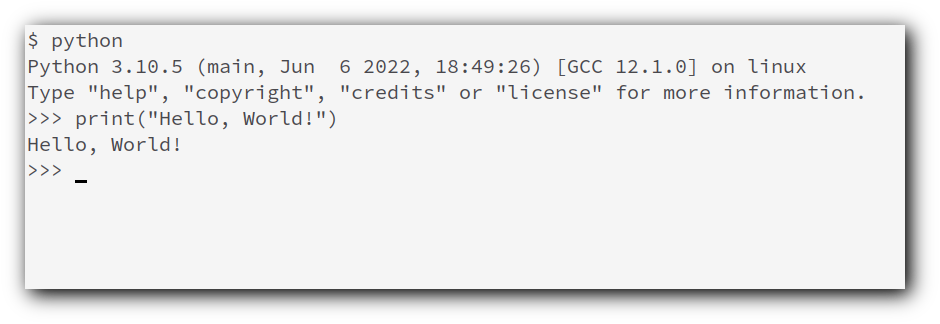 $ python
Python 3.10.5 (main, Jun  6 2022, 18:49:26) [GCC 12.1.0] on linux
Type "help", "copyright", "credits" or "license" for more information.
>>> print("Hello, World!")
Hello, World!
>>> _